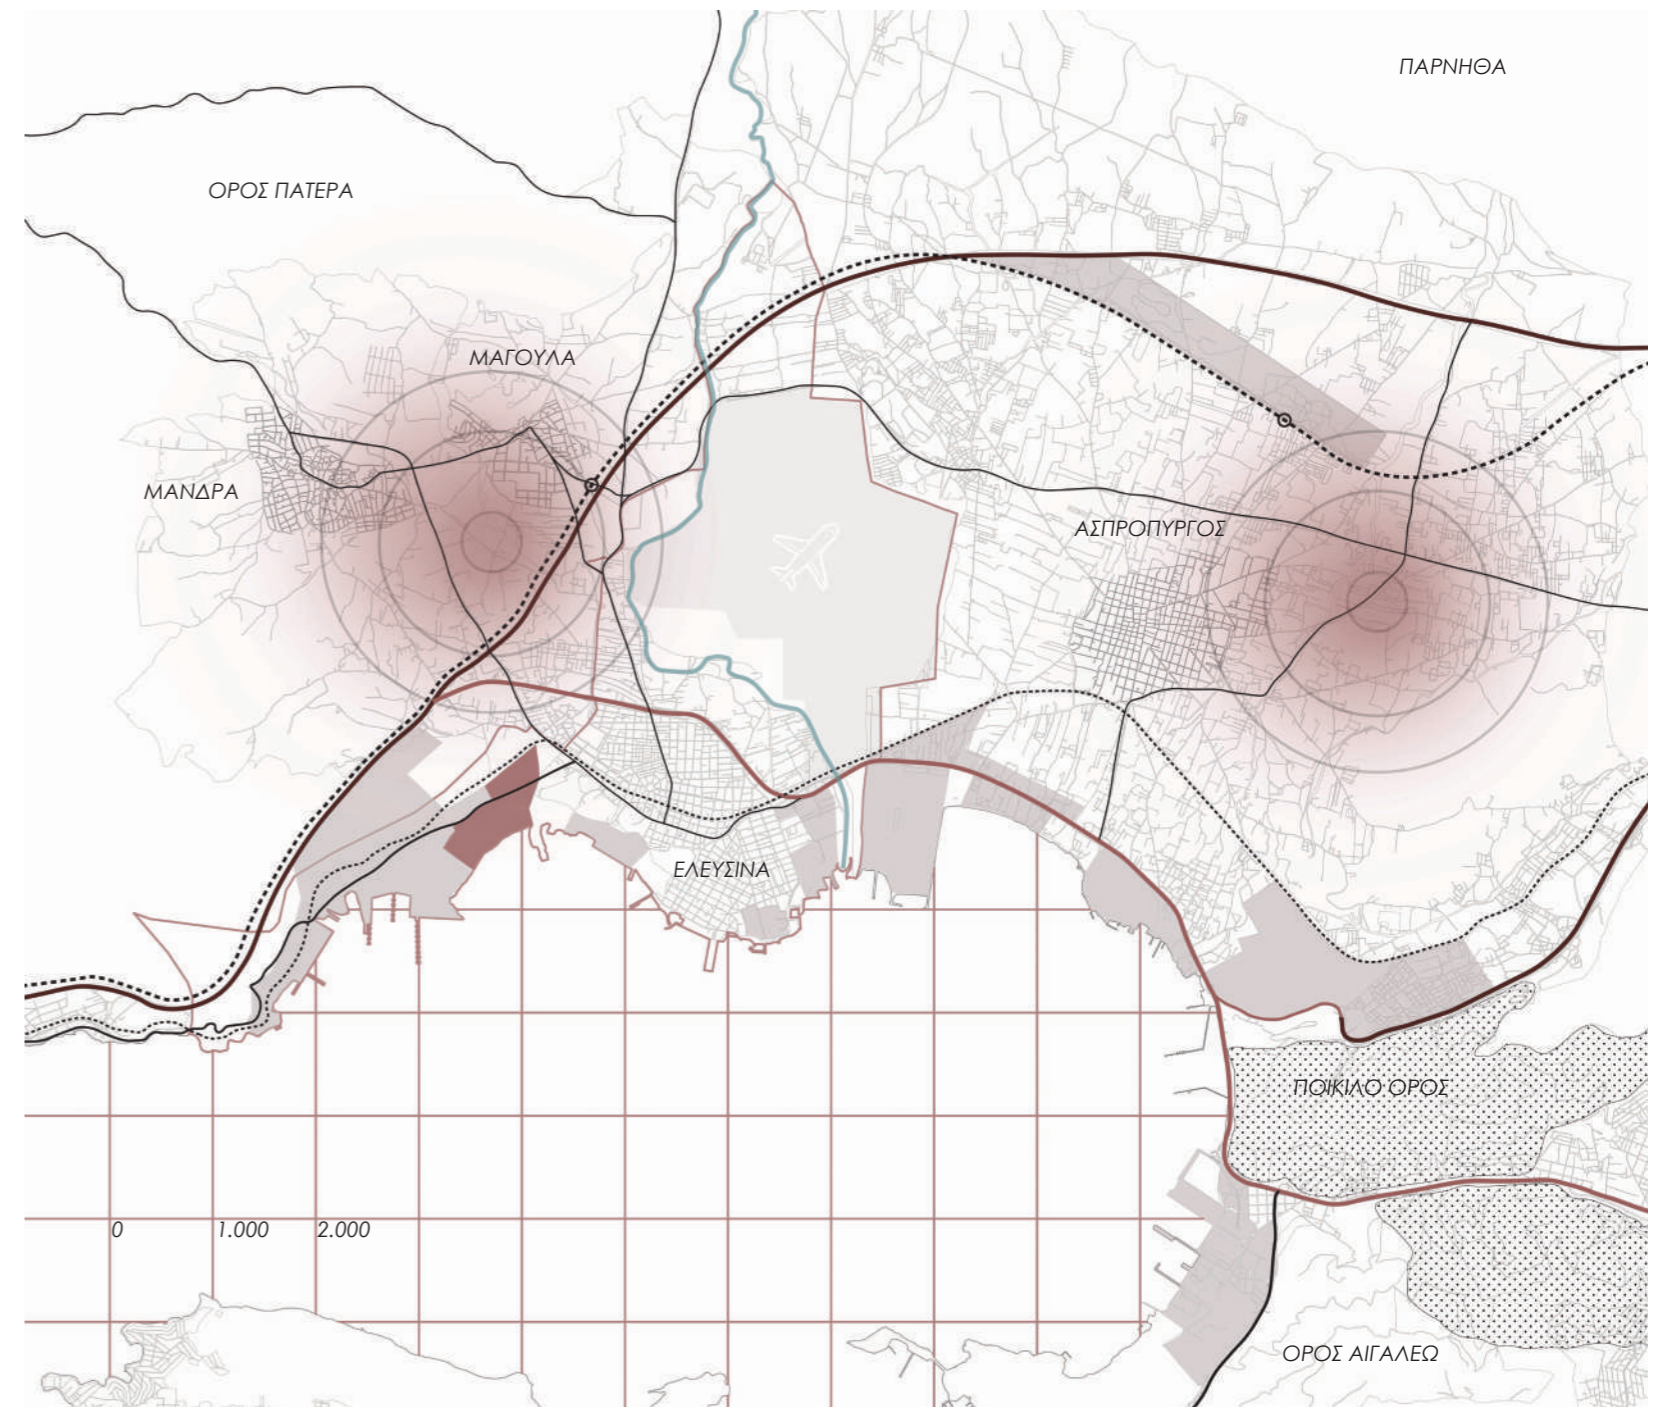 ΠΑΡΝΗΘΑ
ΟΡΟΣ ΠΑΤΕΡΑ
ΜΑΓΟΥΛΑ
ΜΑΝΔΡΑ
ΑΣΠΡΟΠΥΡΓΟΣ
ΕΛΕΥΣΙΝΑ
ΠΟΙΚΙΛΟ ΟΡΟΣ
0 1.000 2.000
ΟΡΟΣ ΑΙΓΑΛΕΩ